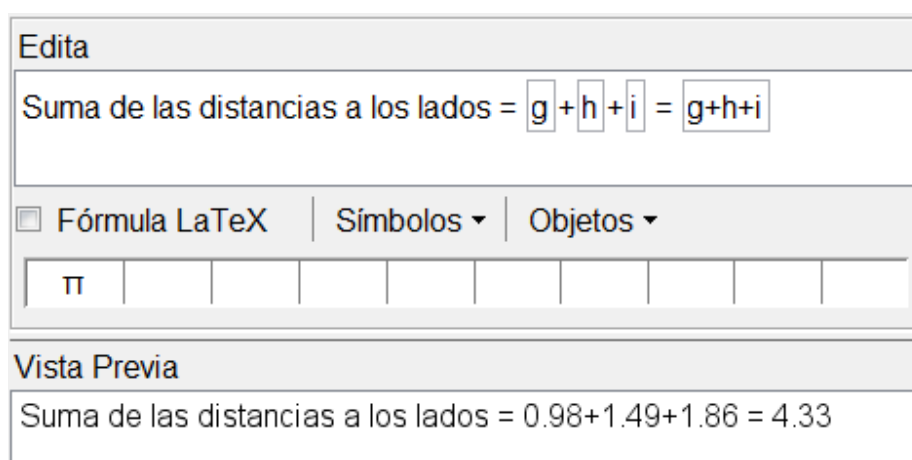 Edita
Suma de las distancias a los lados = g + h + i = g+h+i
Fórmula LaTeX Símbolos Objetos
π
Vista Previa
Suma de las distancias a los lados = 0.98+1.49+1.86 = 4.33